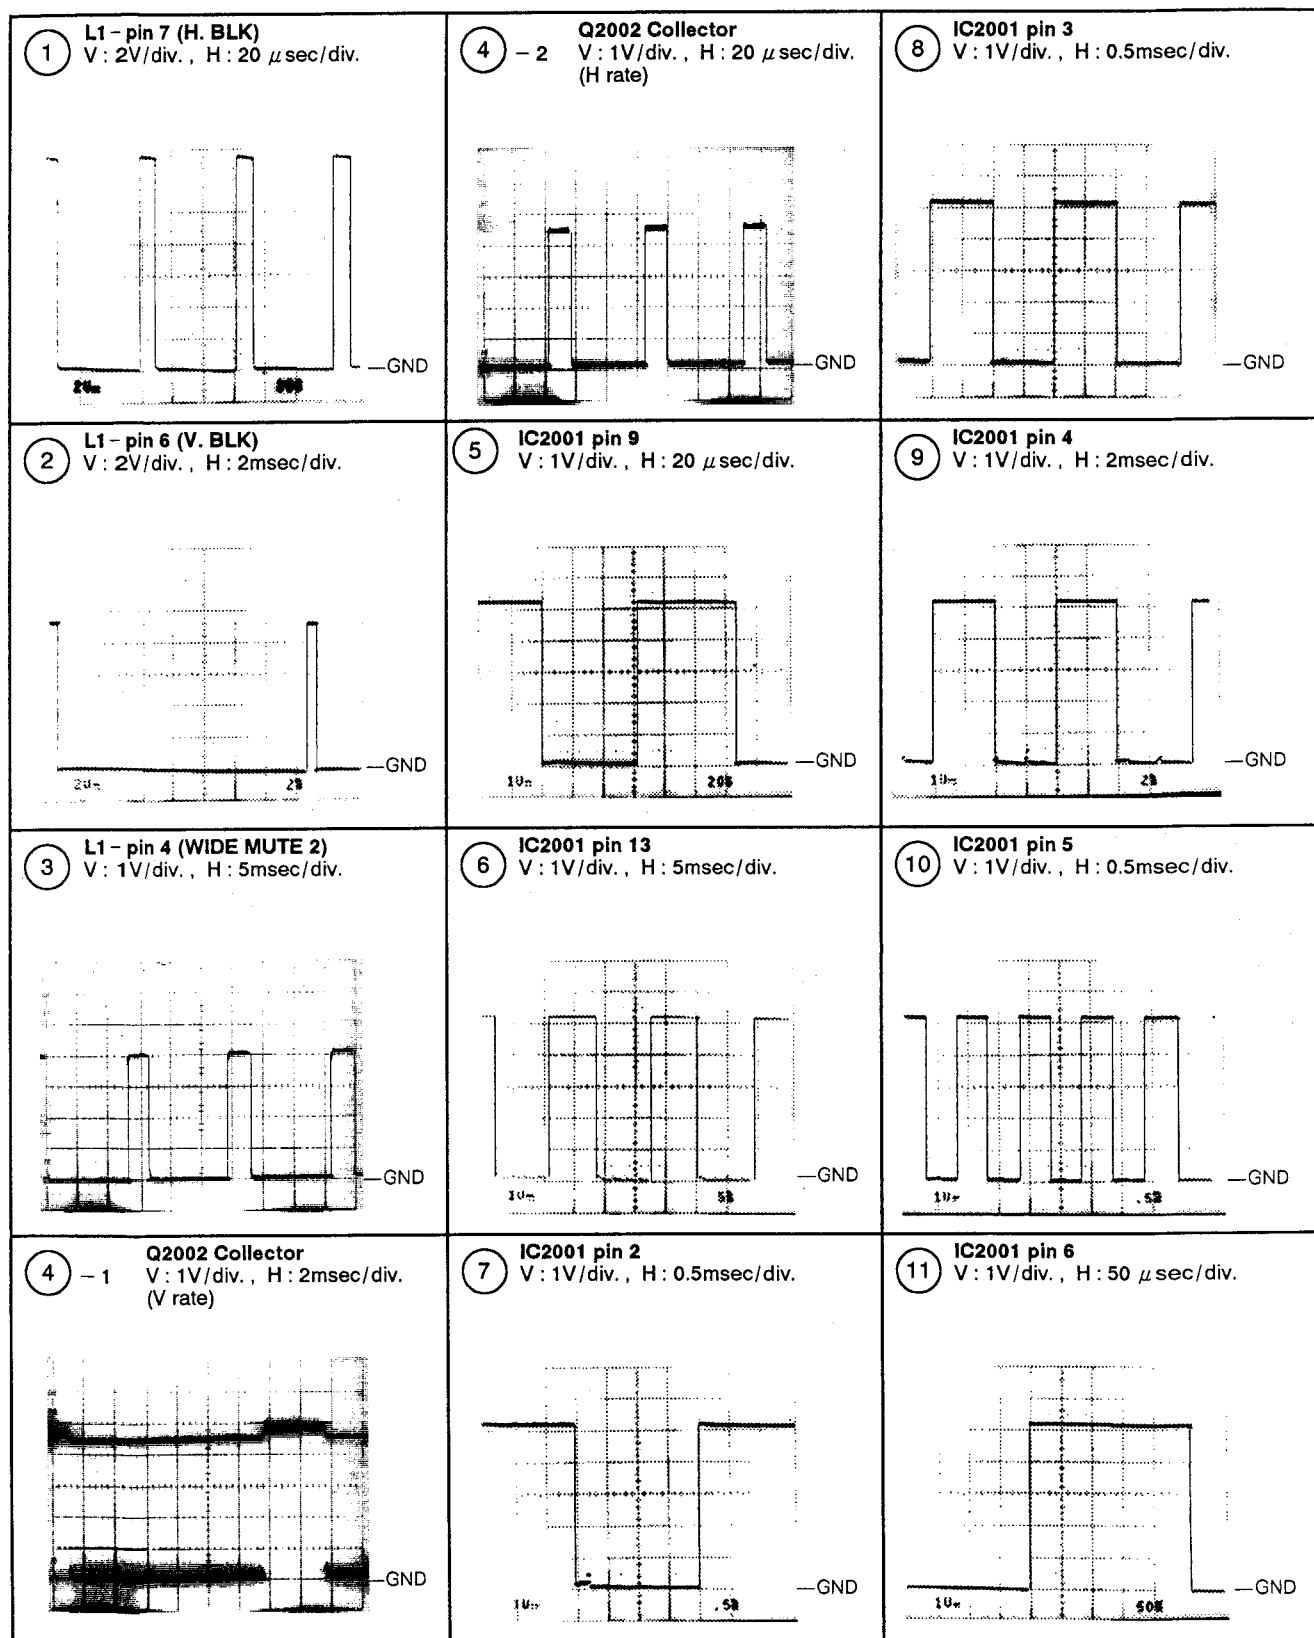 1
L1 - pin 7 (H. BLK)
V : 2V/div. , H : 20 μsec/div.
GND
4 - 2
Q2002 Collector
V : 1V/div. , H : 20 μsec/div.
(H rate)
8
IC2001 pin 3
V : 1V/div. , H : 0.5msec/div.
2
L1 - pin 6 (V. BLK)
V : 2V/div. , H : 2msec/div.
GND
5
IC2001 pin 9
V : 1V/div. , H : 20 μsec/div.
GND
9
IC2001 pin 4
V : 1V/div. , H : 2msec/div.
GND
3
L1 - pin 4 (WIDE MUTE 2)
V : 1V/div. , H : 5msec/div.
GND
6
IC2001 pin 13
V : 1V/div. , H : 5msec/div.
GND
10
IC2001 pin 5
V : 1V/div. , H : 0.5msec/div.
GND
4 - 1
Q2002 Collector
V : 1V/div. , H : 2msec/div.
(V rate)
GND
7
IC2001 pin 2
V : 1V/div. , H : 0.5msec/div.
GND
11
IC2001 pin 6
V : 1V/div. , H : 50 μsec/div.
GND